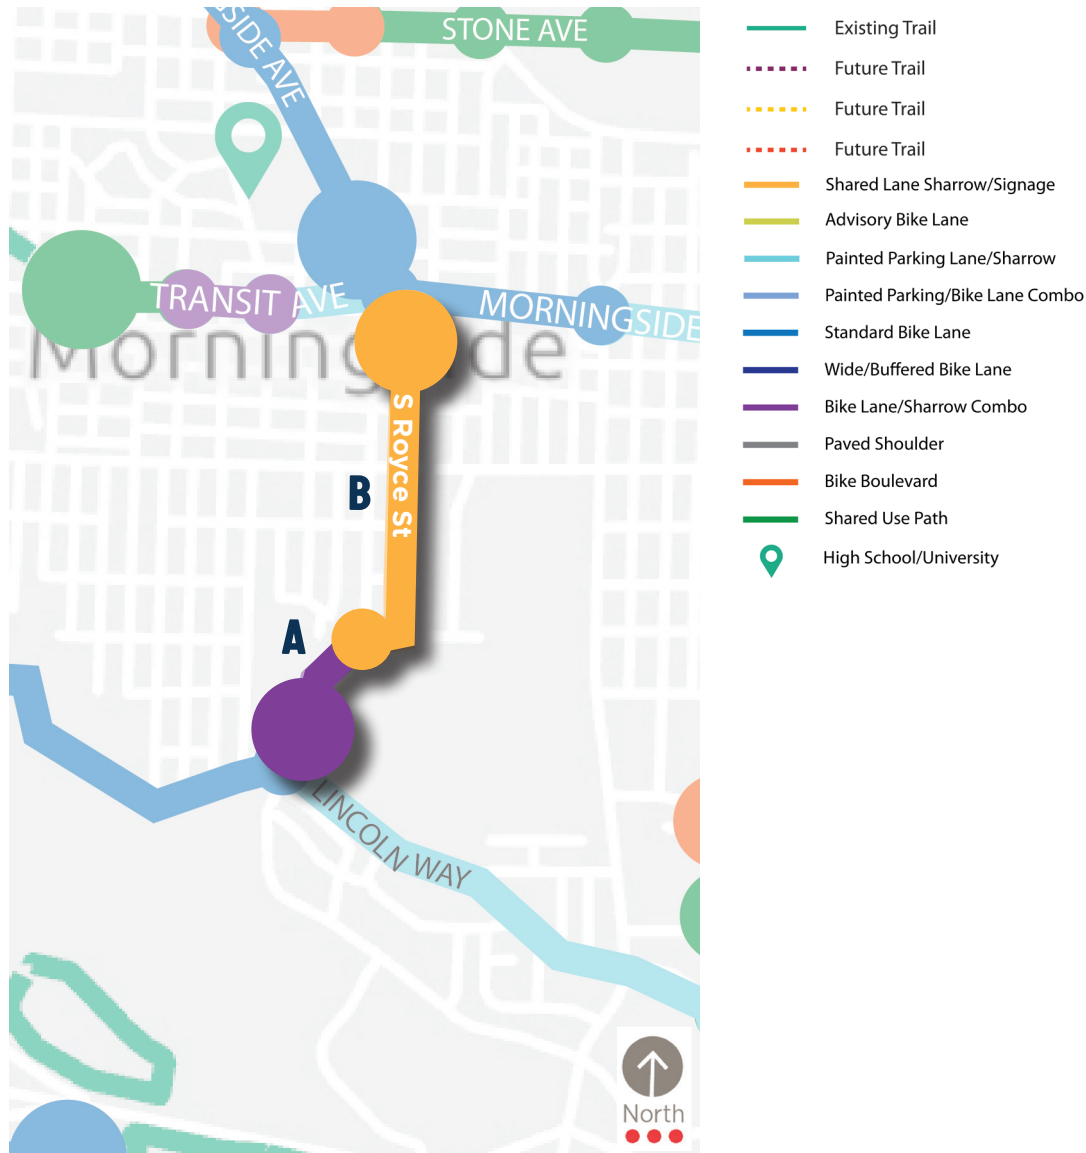 STONE AVE
SIDE AVE
TRANSIT AVE
MORNINGSIDE
Morningside
S Royce St
B
A
LINCOLN WAY
North
Existing Trail
Future Trail
Future Trail
Future Trail
Shared Lane Sharrow/Signage
Advisory Bike Lane
Painted Parking Lane/Sharrow
Painted Parking/Bike Lane Combo
Standard Bike Lane
Wide/Buffered Bike Lane
Bike Lane/Sharrow Combo
Paved Shoulder
Bike Boulevard
Shared Use Path
High School/University